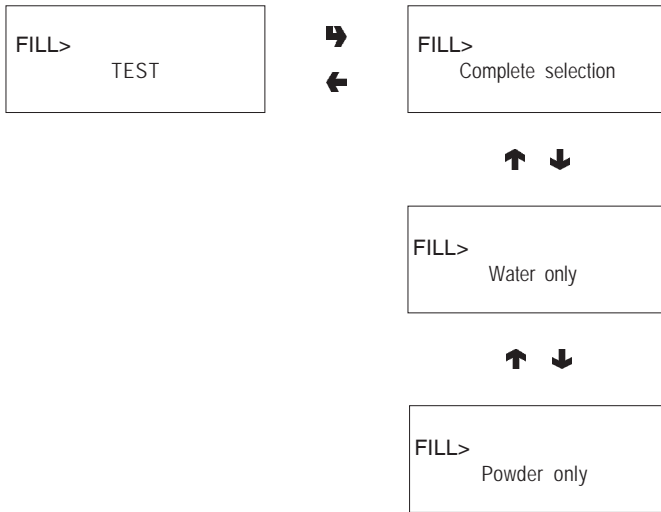 FILL>
TEST
FILL>
Complete selection
FILL>
Water only
FILL>
Powder only